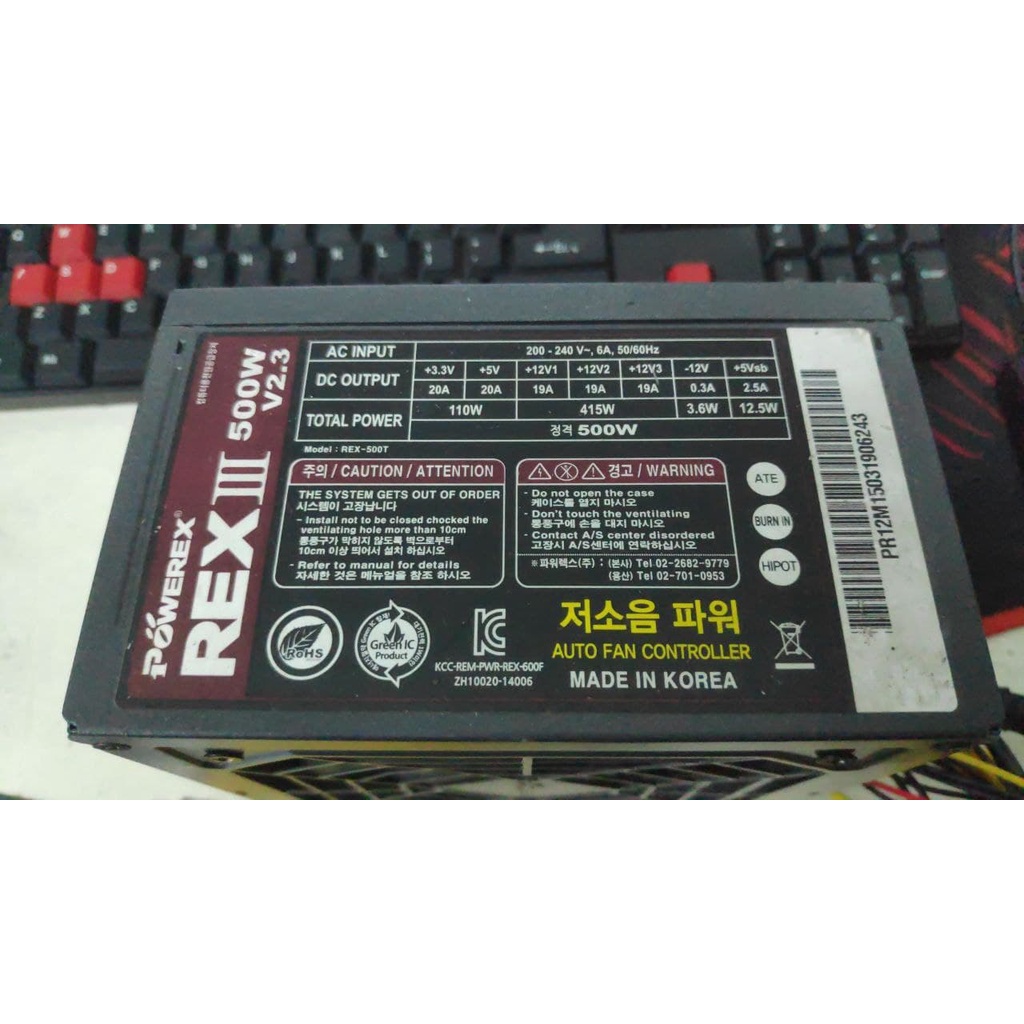 컴퓨터용전원공급장치
POWEREX®
REX III 500W
V2.3
AC INPUT 200 - 240 V~, 6A, 50/60Hz
DC OUTPUT +3.3V +5V +12V1 +12V2 +12V3 -12V +5Vsb
20A 20A 19A 19A 19A 0.3A 2.5A
TOTAL POWER 110W 415W 3.6W 12.5W
정격 500W
Model : REX-500T
주의 / CAUTION / ATTENTION
THE SYSTEM GETS OUT OF ORDER
시스템이 고장납니다
- Install not to be closed chocked the
ventilating hole more than 10cm
통풍구가 막히지 않도록 벽으로부터
10cm 이상 띄어서 설치 하십시오
- Refer to manual for details
자세한 것은 메뉴얼을 참조 하시오
경고 / WARNING
- Do not open the case
케이스를 열지 마시오
- Don't touch the ventilating
통풍구에 손을 대지 마시오
- Contact A/S center disordered
고장시 A/S센터에 연락하십시오
※파워렉스(주) : (본사) Tel 02-2682-9779
(용산) Tel 02-701-0953
ATE
BURN IN
HIPOT
PR12M15031906243
RoHS
Green IC
Product
KCC-REM-PWR-REX-600F
ZH10020-14006
저소음 파워
AUTO FAN CONTROLLER
MADE IN KOREA
W
S
D
Z
X
C